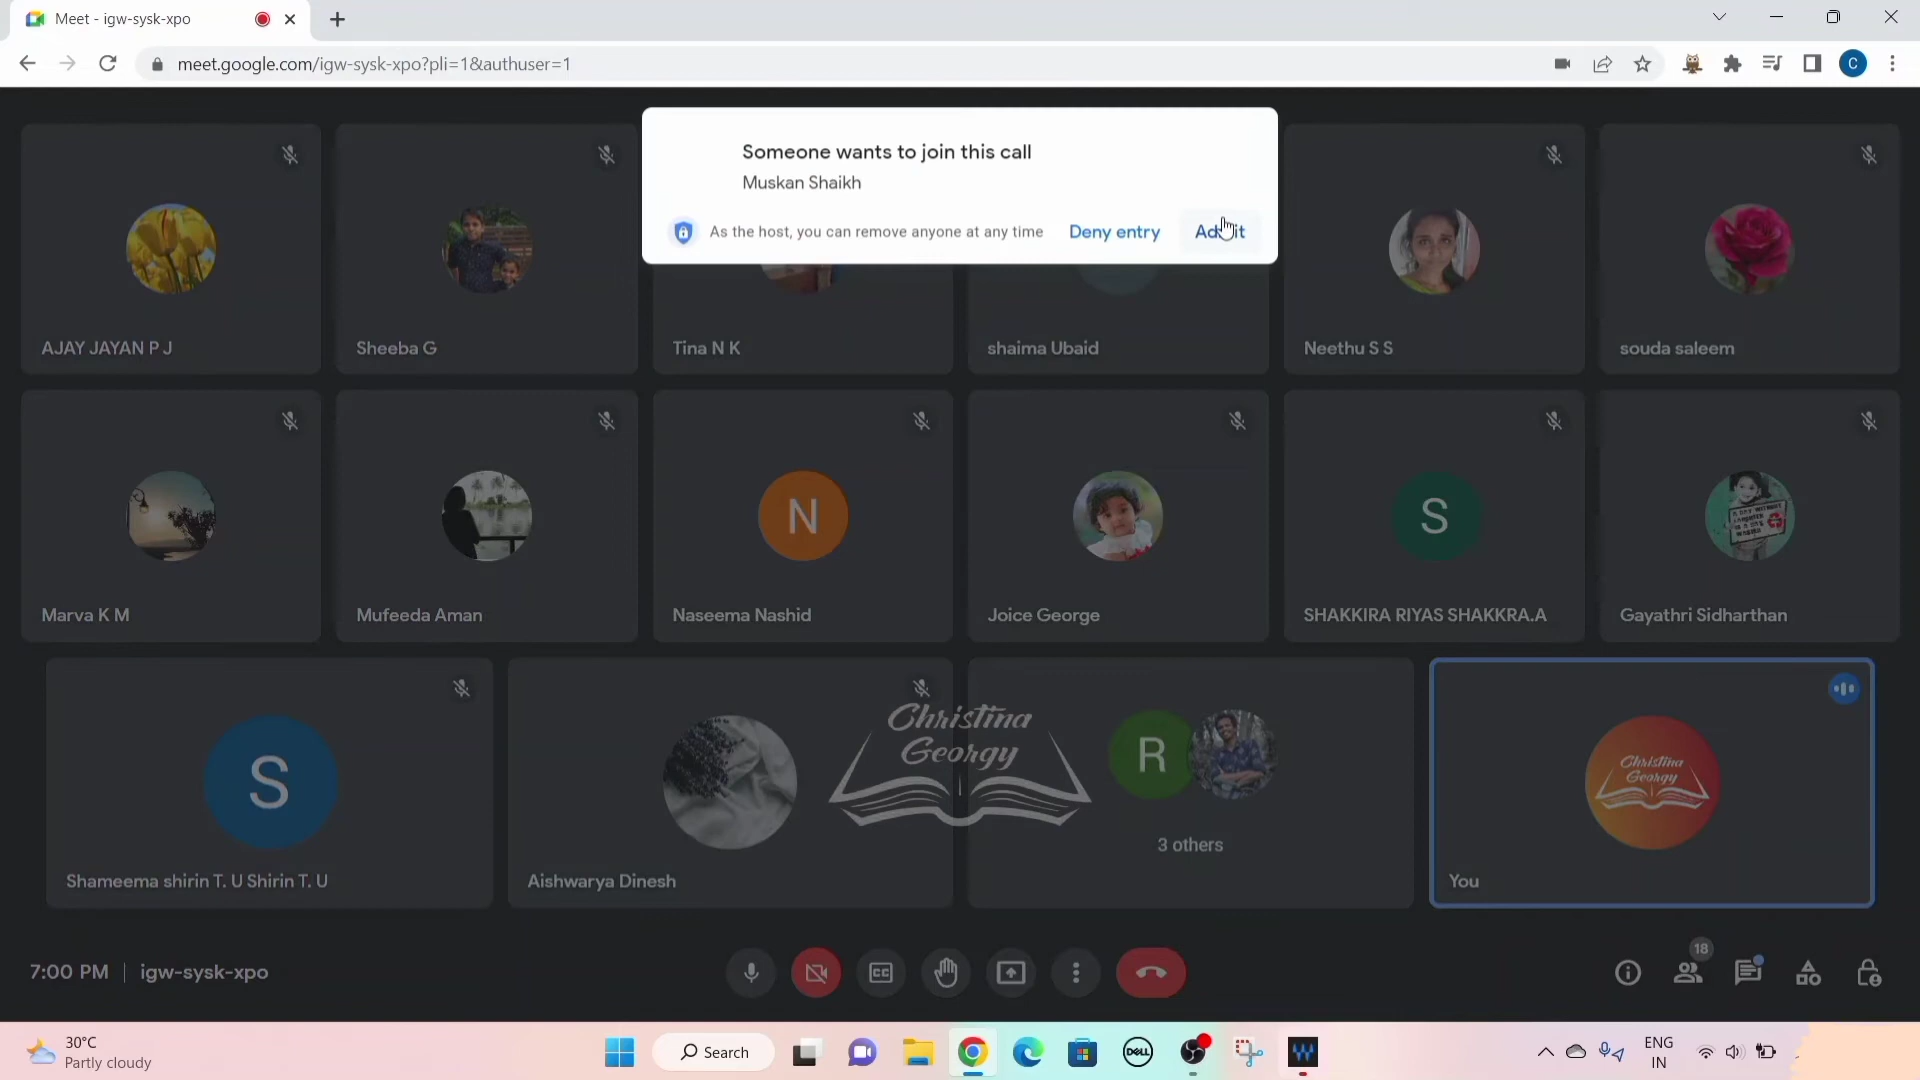 Meet - igw-sysk-xpo
meet.google.com/igw-sysk-xpo?pli=1&authuser=1
C
Someone wants to join this call
Muskan Shaikh
As the host, you can remove anyone at any time
Deny entry
Admit
AJAY JAYAN P J
Sheeba G
Tina N K
shaima Ubaid
Neethu S S
souda saleem
N
S
Marva K M
Mufeeda Aman
Naseema Nashid
Joice George
SHAKKIRA RIYAS SHAKKRA.A
Gayathri Sidharthan
S
Christina
Georgy
R
3 others
Christina
Georgy
Shameema shirin T. U Shirin T. U
Aishwarya Dinesh
You
7:00 PM
igw-sysk-xpo
CC
18
30°C
Partly cloudy
Search
DELL
W
ENG
IN